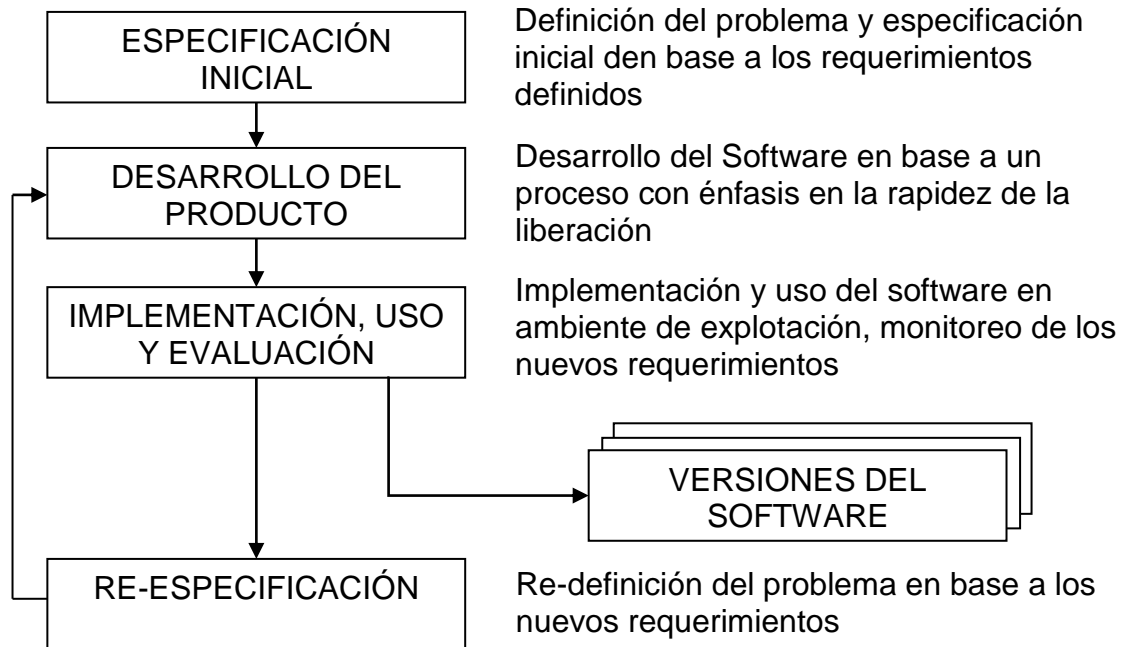 ESPECIFICACIÓN
INICIAL
Definición del problema y especificación
inicial den base a los requerimientos
definidos
DESARROLLO DEL
PRODUCTO
Desarrollo del Software en base a un
proceso con énfasis en la rapidez de la
liberación
IMPLEMENTACIÓN, USO
Y EVALUACIÓN
Implementación y uso del software en
ambiente de explotación, monitoreo de los
nuevos requerimientos
VERSIONES DEL
SOFTWARE
RE-ESPECIFICACIÓN
Re-definición del problema en base a los
nuevos requerimientos